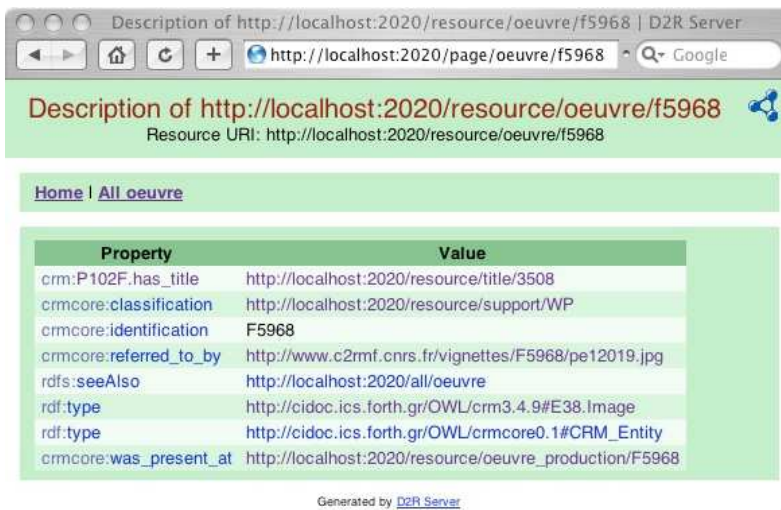 Description of http://localhost:2020/resource/oeuvre/f5968 | D2R Server
http://localhost:2020/page/oeuvre/f5968 Google
Description of http://localhost:2020/resource/oeuvre/f5968
Resource URI: http://localhost:2020/resource/oeuvre/f5968
Home | All oeuvre
Property Value
crm:P102F.has_title http://localhost:2020/resource/title/3508
crmcore:classification http://localhost:2020/resource/support/WP
crmcore:identification F5968
crmcore:referred_to_by http://www.c2rmf.cnrs.fr/vignettes/F5968/pe12019.jpg
rdfs:seeAlso http://localhost:2020/all/oeuvre
rdf:type http://cidoc.ics.forth.gr/OWL/crm3.4.9#E38.Image
rdf:type http://cidoc.ics.forth.gr/OWL/crmcore0.1#CRM_Entity
crmcore:was_present_at http://localhost:2020/resource/oeuvre_production/F5968
Generated by D2R Server